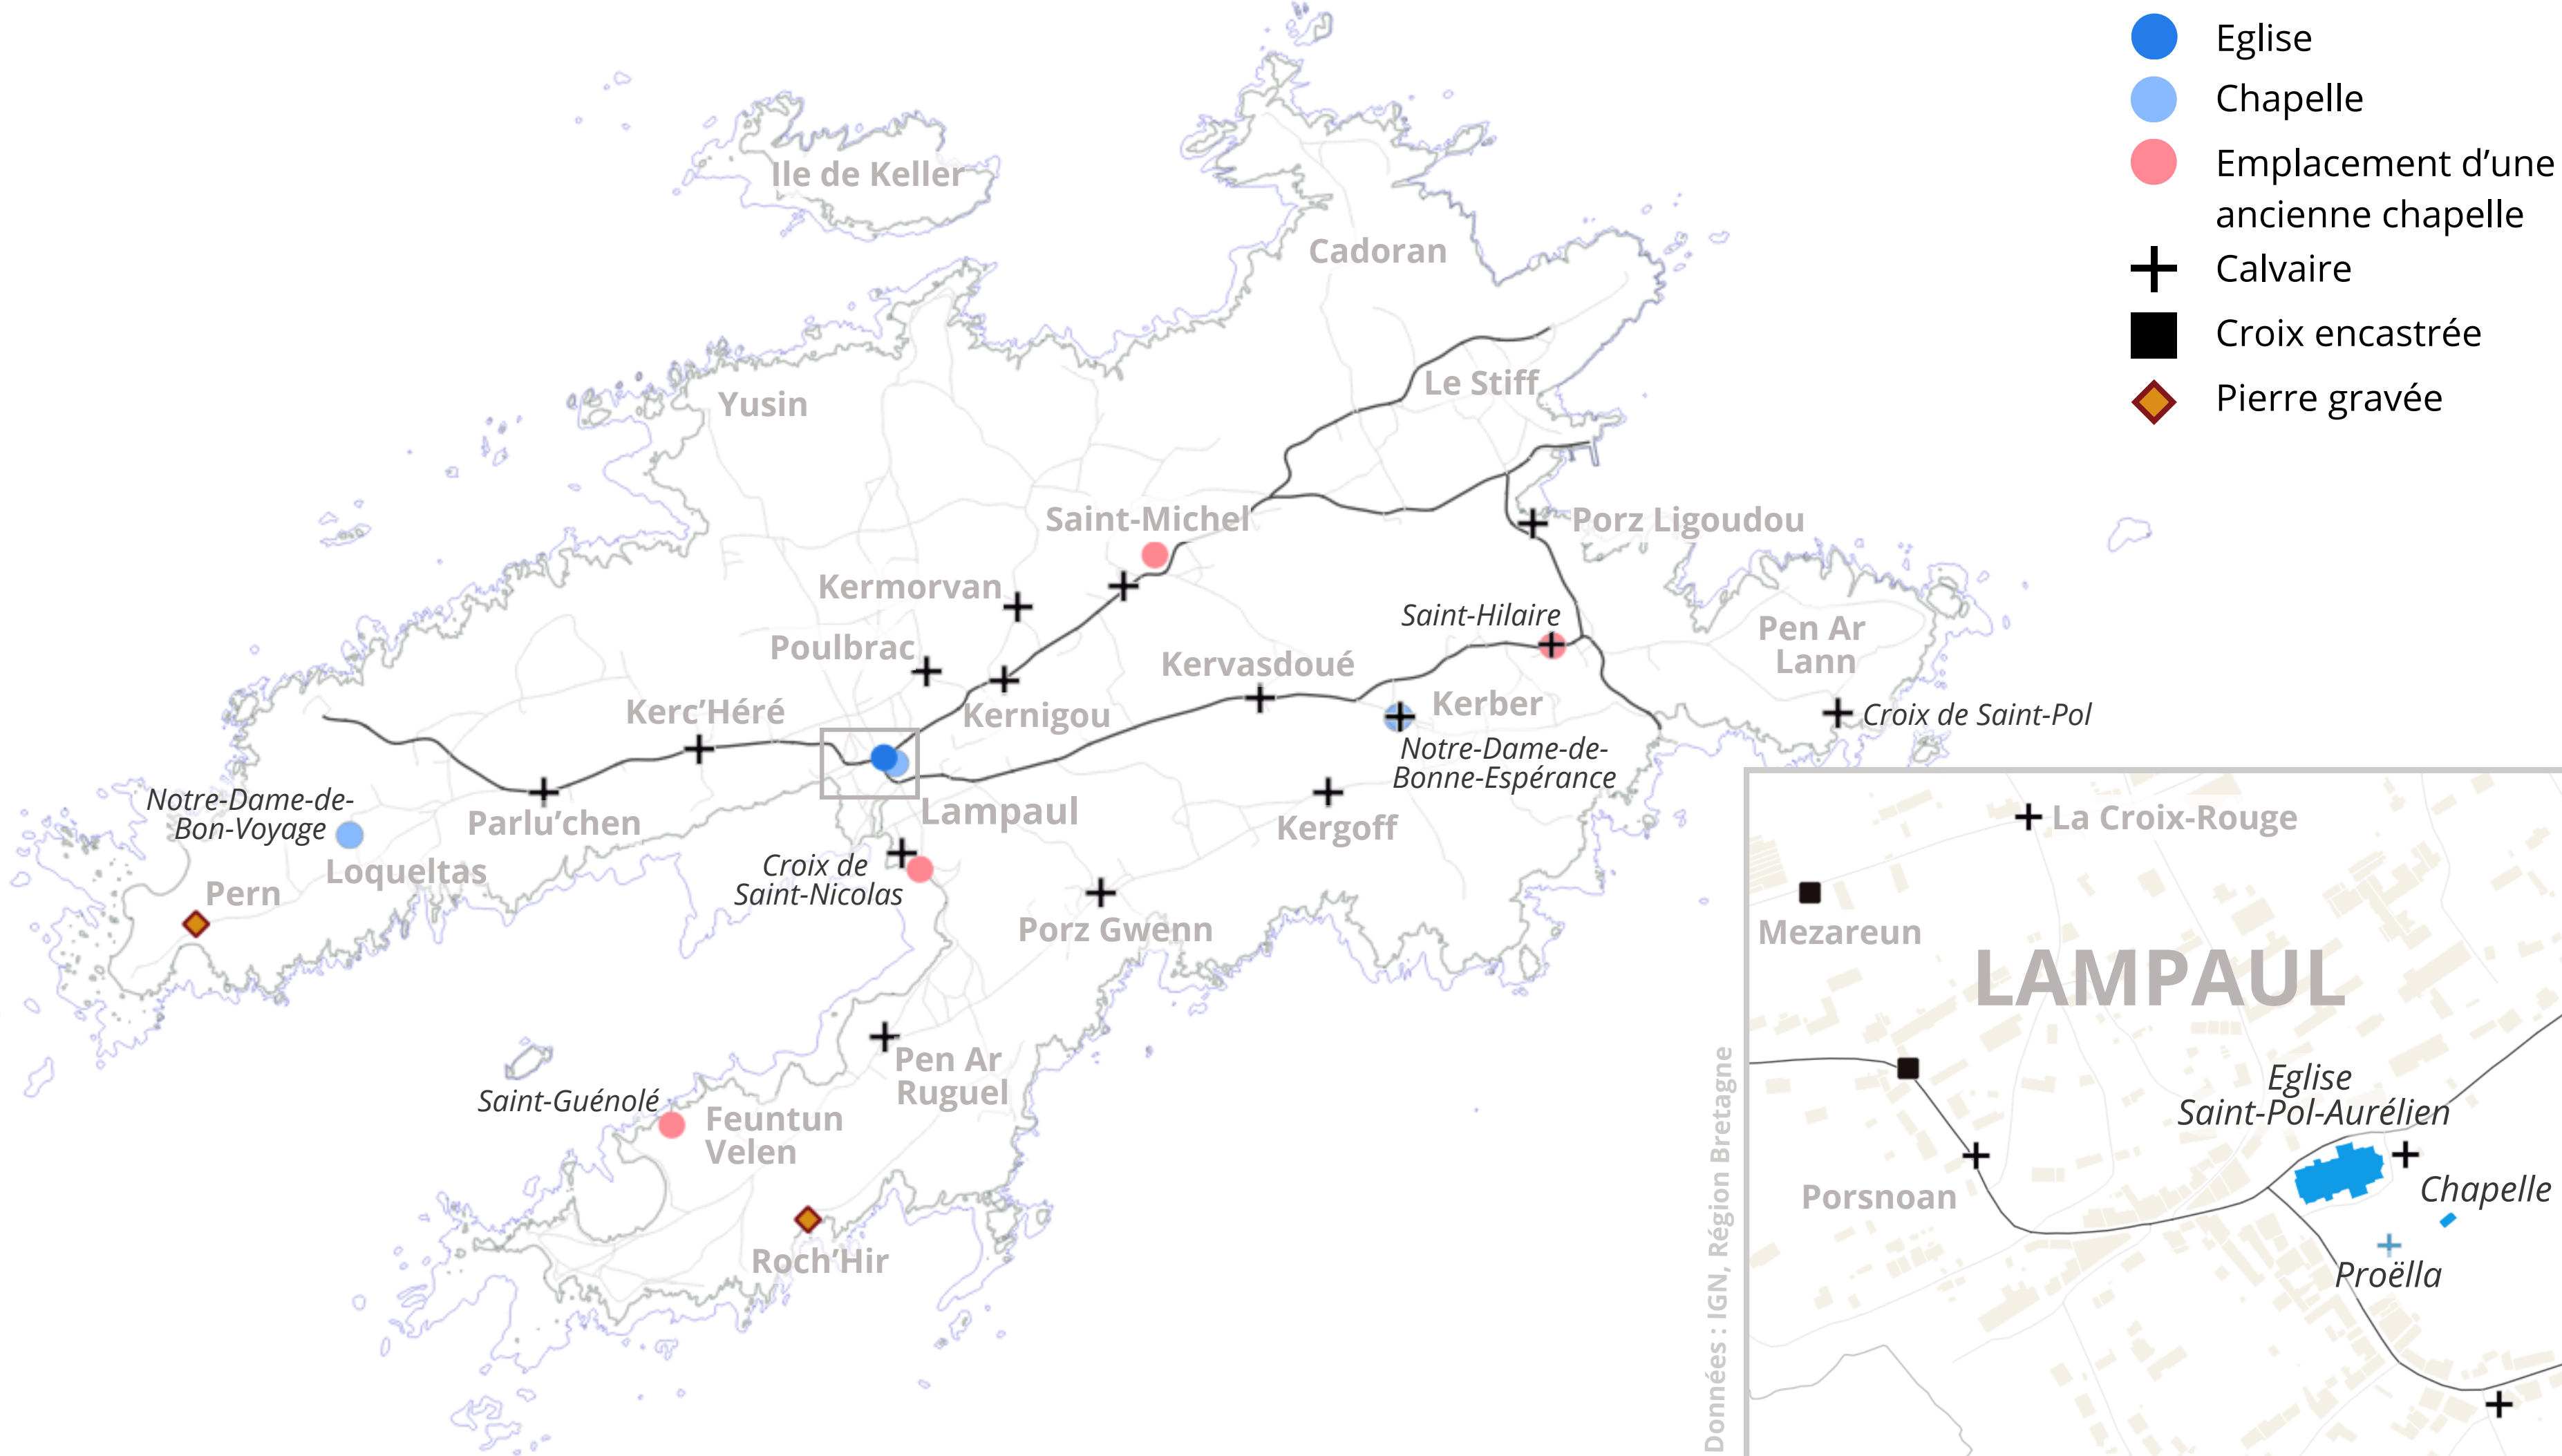 Eglise
Chapelle
Emplacement d’une
ancienne chapelle
Calvaire
Croix encastrée
Pierre gravée
Ile de Keller
Cadoran
Le Stiff
Yusin
Saint-Michel
Porz Ligoudou
Kermorvan
Saint-Hilaire
Pen Ar
Lann
Poulbrac
Kervasdoué
Kerc’Héré
Kernigou
Kerber
Croix de Saint-Pol
Notre-Dame-de-
Bonne-Espérance
Notre-Dame-de-
Bon-Voyage
Parlu’chen
Lampaul
Kergoff
Loqueltas
Croix de
Saint-Nicolas
Pern
Porz Gwenn
Pen Ar
Ruguel
Saint-Guénolé
Feuntun
Velen
Roch’Hir
La Croix-Rouge
Mezareun
LAMPAUL
Eglise
Saint-Pol-Aurélien
Chapelle
Porsnoan
Proëlla
Données : IGN, Région Bretagne